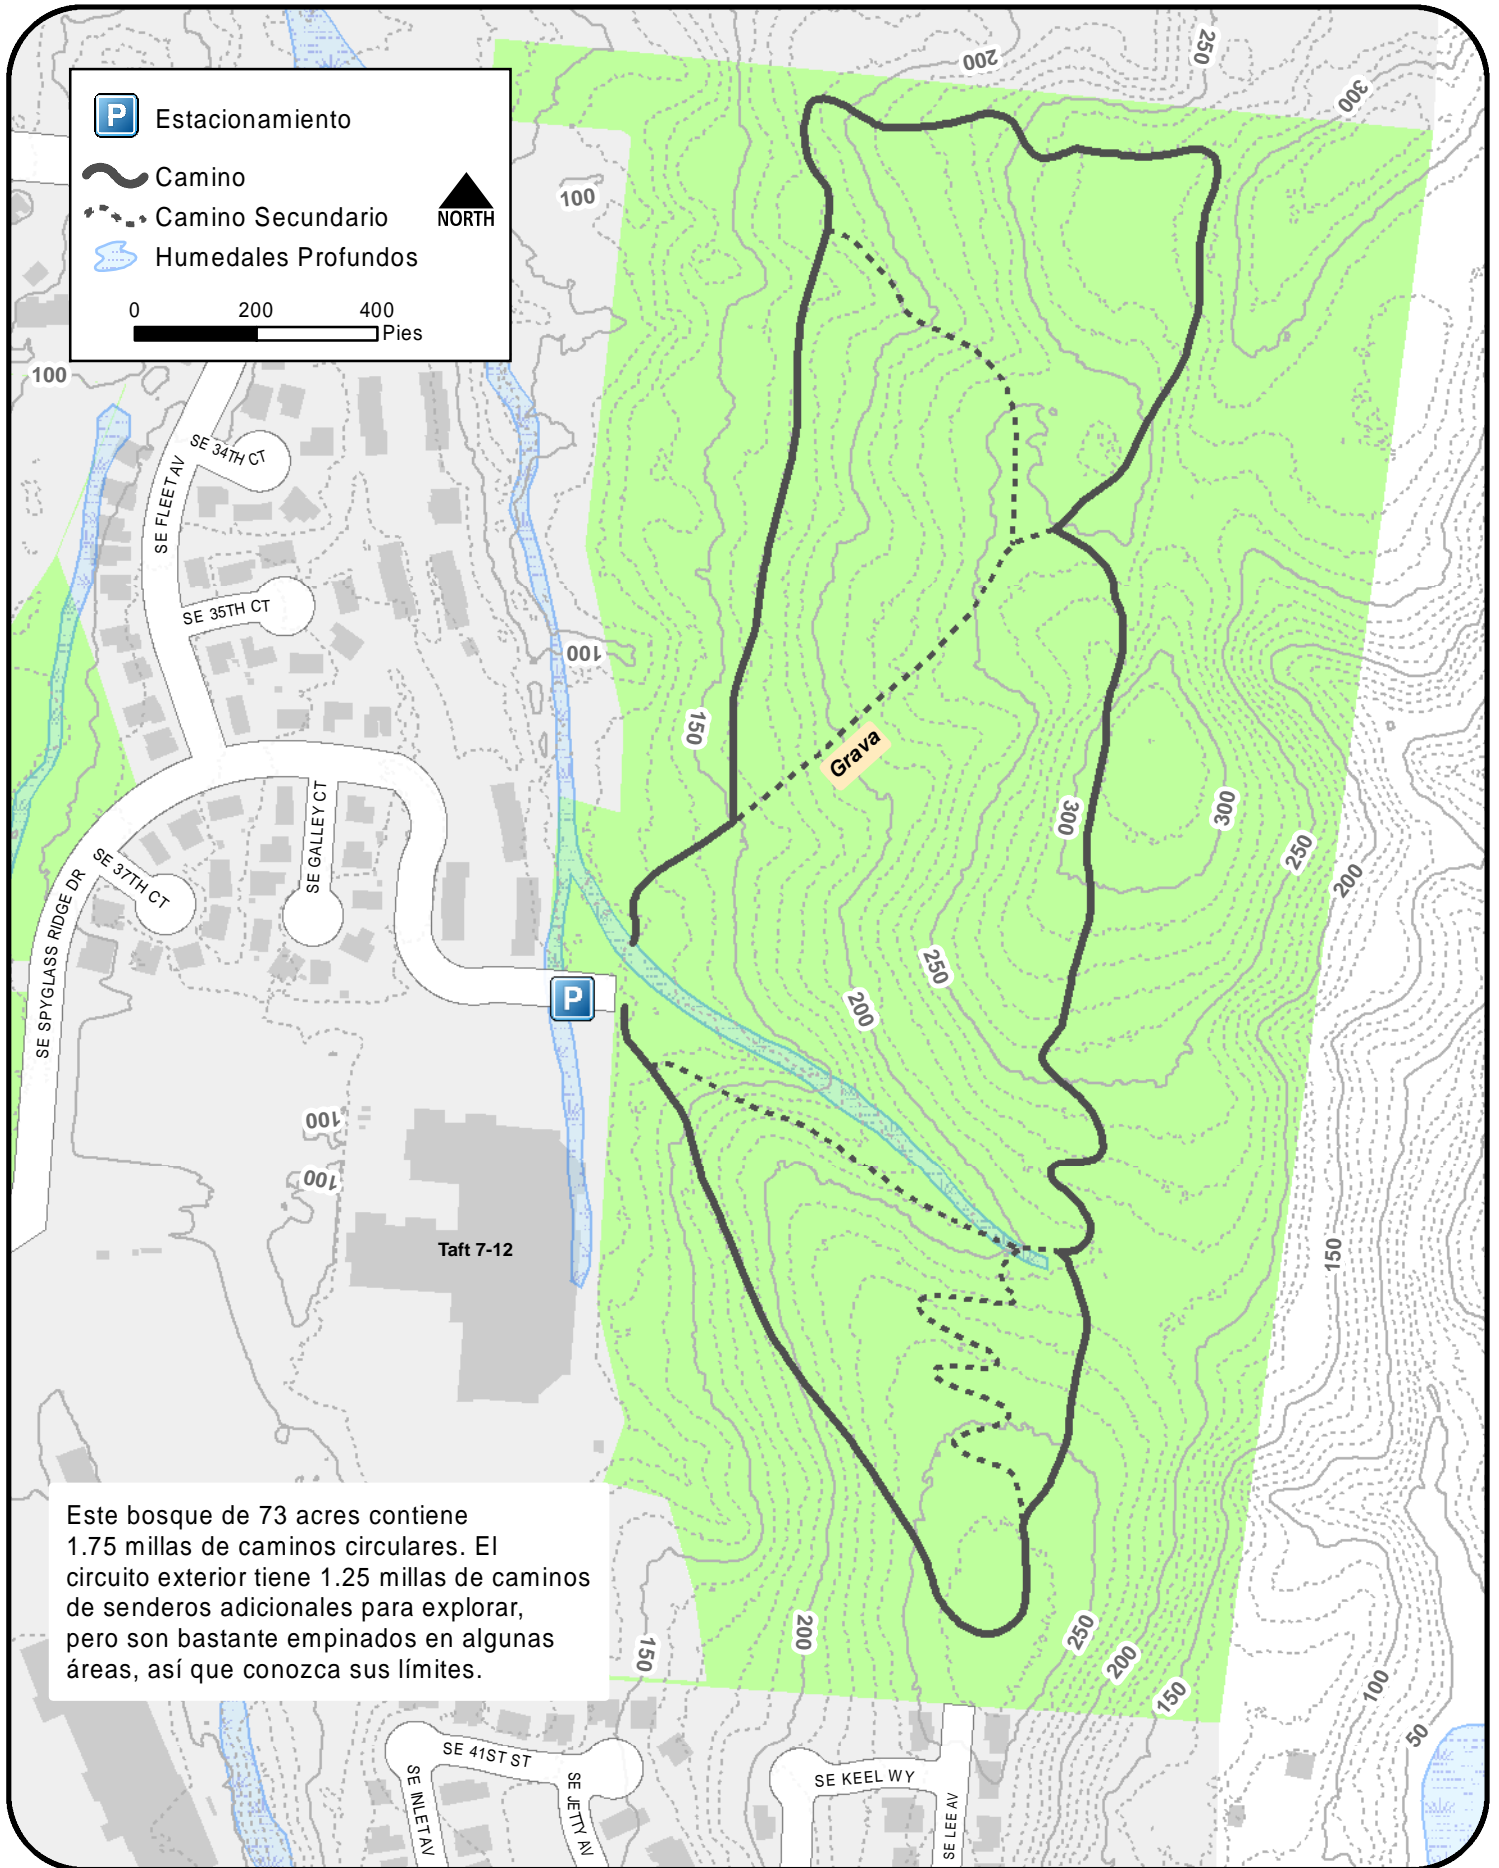 P Estacionamiento
Camino
Camino Secundario
Humedales Profundos
NORTH
0 200 400
Pies
200
250
300
100
100
SE 34TH CT
SE FLEET AV
SE 35TH CT
100
150
Grava
SE GALLEY CT
SE 37TH CT
SE SPYGLASS RIDGE DR
300
300
250
200
250
200
P
100
100
Taft 7-12
150
Este bosque de 73 acres contiene
1.75 millas de caminos circulares. El
circuito exterior tiene 1.25 millas de caminos
de senderos adicionales para explorar,
pero son bastante empinados en algunas
áreas, así que conozca sus límites.
150
200
250
200
150
100
50
SE 41ST ST
SE INLET AV
SE JETTY AV
SE KEEL WY
SE LEE AV